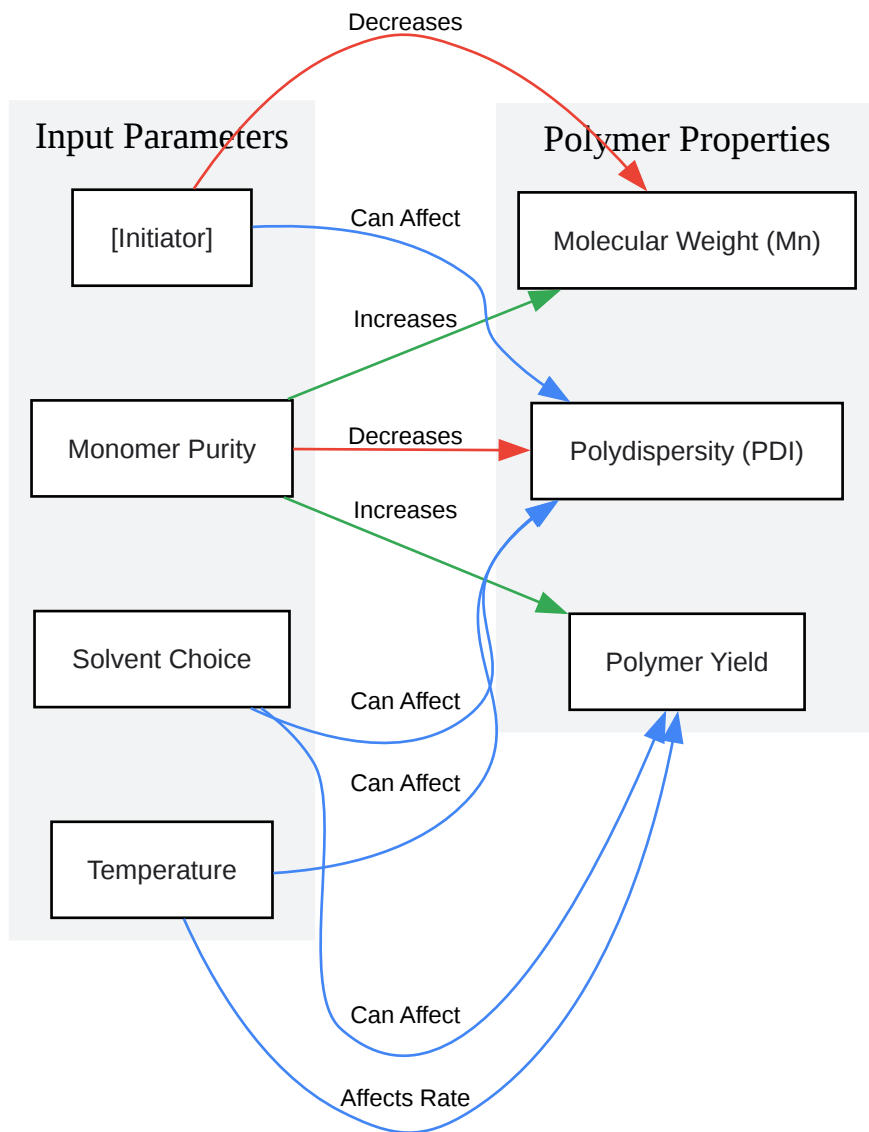 Decreases
Input Parameters
Polymer Properties
[Initiator]
Can Affect
Molecular Weight (Mn)
Increases
Monomer Purity
Decreases
Polydispersity (PDI)
Increases
Solvent Choice
Polymer Yield
Can Affect
Can Affect
Temperature
Can Affect
Affects Rate